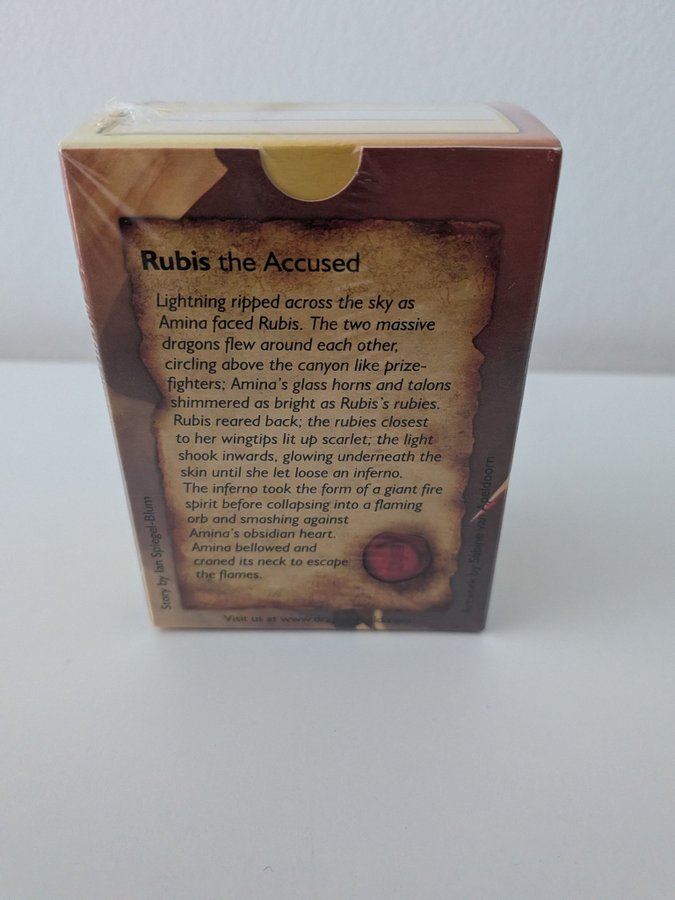 Rubis the Accused
Lightning ripped across the sky as
Amina faced Rubis. The two massive
dragons flew around each other,
circling above the canyon like prize-
fighters; Amina's glass horns and talons
shimmered as bright as Rubis's rubies.
Rubis reared back; the rubies closest
to her wingtips lit up scarlet; the light
shook inwards, glowing underneath the
skin until she let loose an inferno.
The inferno took the form of a giant fire
spirit before collapsing into a flaming
orb and smashing against
Amina's obsidian heart.
Amina bellowed and
craned its neck to escape
the flames.
Story by Ian Spiegel-Blum
Artwork by Sabine van Apeldoorn
Visit us at